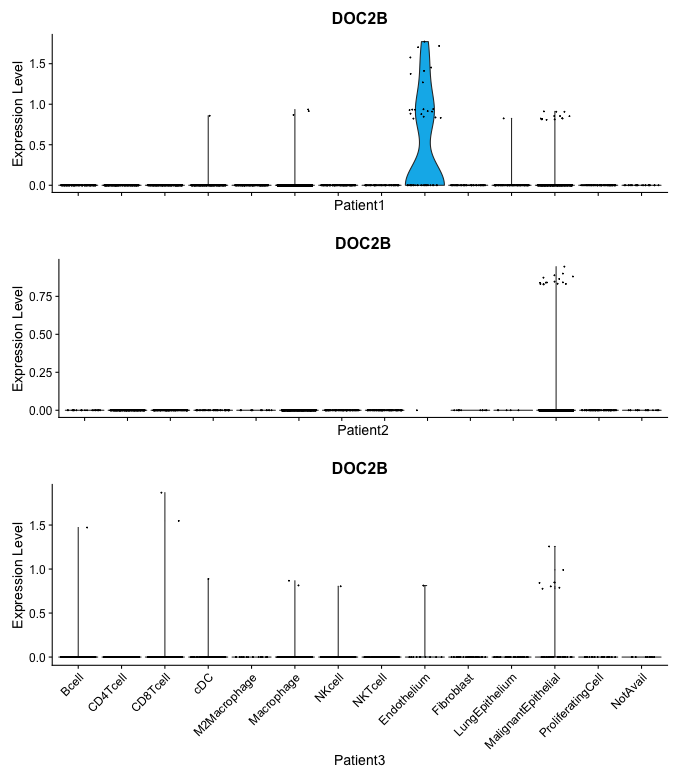 DOC2B
Expression Level
1.5
1.0
0.5
0.0
Patient1
DOC2B
Expression Level
0.75
0.50
0.25
0.00
Patient2
DOC2B
Expression Level
1.5
1.0
0.5
0.0
Bcell
CD4Tcell
CD8Tcell
cDC
M2Macrophage
Macrophage
NKcell
NKTcell
Endothelium
Fibroblast
LungEpithelium
MalignantEpithelial
ProliferatingCell
NotAvail
Patient3